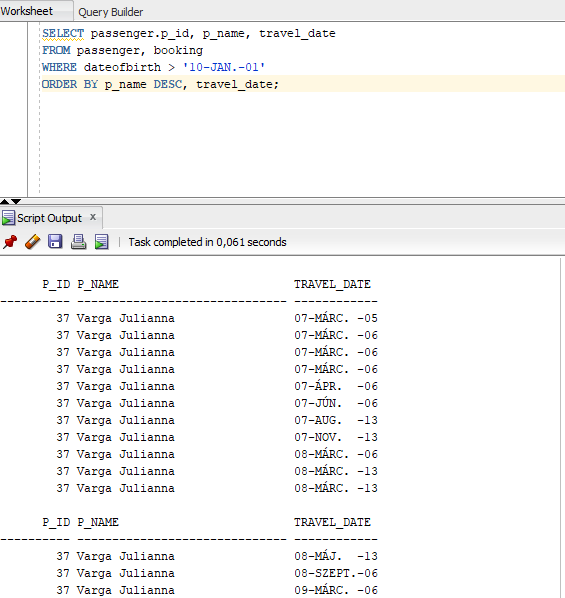 Worksheet Query Builder
SELECT passenger.p_id, p_name, travel_date
FROM passenger, booking
WHERE dateofbirth > '10-JAN.-01'
ORDER BY p_name DESC, travel_date;
Script Output x
Task completed in 0,061 seconds
P_ID P_NAME TRAVEL_DATE
---------- ------------------------------ ------------
37 Varga Julianna 07-MÁRC. -05
37 Varga Julianna 07-MÁRC. -06
37 Varga Julianna 07-MÁRC. -06
37 Varga Julianna 07-MÁRC. -06
37 Varga Julianna 07-ÁPR. -06
37 Varga Julianna 07-JÚN. -06
37 Varga Julianna 07-AUG. -13
37 Varga Julianna 07-NOV. -13
37 Varga Julianna 08-MÁRC. -06
37 Varga Julianna 08-MÁRC. -13
37 Varga Julianna 08-MÁRC. -13
P_ID P_NAME TRAVEL_DATE
---------- ------------------------------ ------------
37 Varga Julianna 08-MÁJ. -13
37 Varga Julianna 08-SZEPT.-06
37 Varga Julianna 09-MÁRC. -06